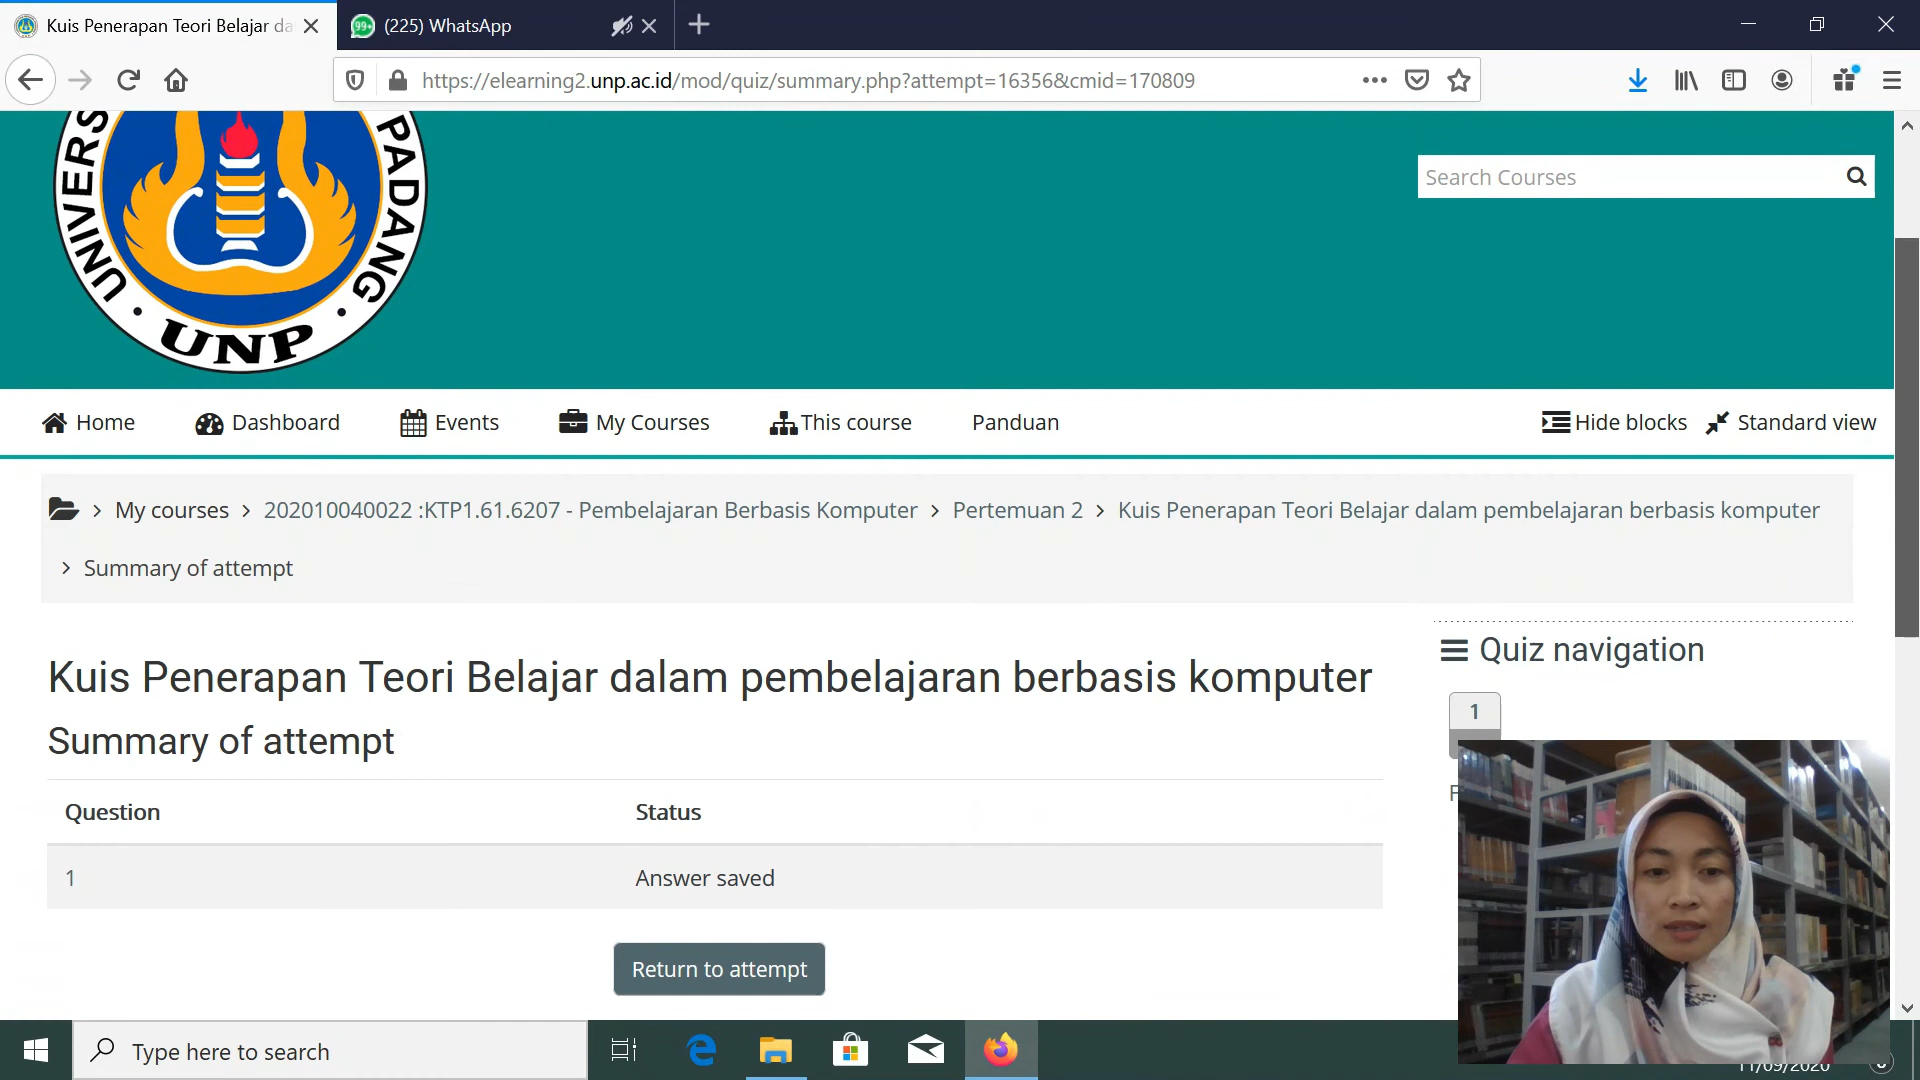 Kuis Penerapan Teori Belajar da
(225) WhatsApp
https://elearning2.unp.ac.id/mod/quiz/summary.php?attempt=16356&cmid=170809
UNIVERS PADANG
UNP
Search Courses
Home Dashboard Events My Courses This course Panduan Hide blocks Standard view
My courses > 202010040022 :KTP1.61.6207 - Pembelajaran Berbasis Komputer > Pertemuan 2 > Kuis Penerapan Teori Belajar dalam pembelajaran berbasis komputer
> Summary of attempt
Quiz navigation
1
Kuis Penerapan Teori Belajar dalam pembelajaran berbasis komputer
Summary of attempt
Question Status
1 Answer saved
Return to attempt
Type here to search
11/09/2020